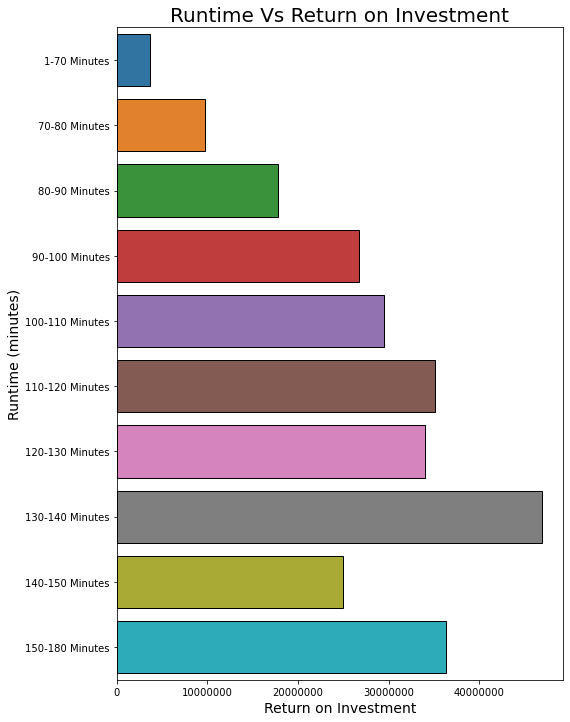 Runtime Vs Return on Investment
Runtime (minutes)
1-70 Minutes
70-80 Minutes
80-90 Minutes
90-100 Minutes
100-110 Minutes
110-120 Minutes
120-130 Minutes
130-140 Minutes
140-150 Minutes
150-180 Minutes
0 10000000 20000000 30000000 40000000
Return on Investment